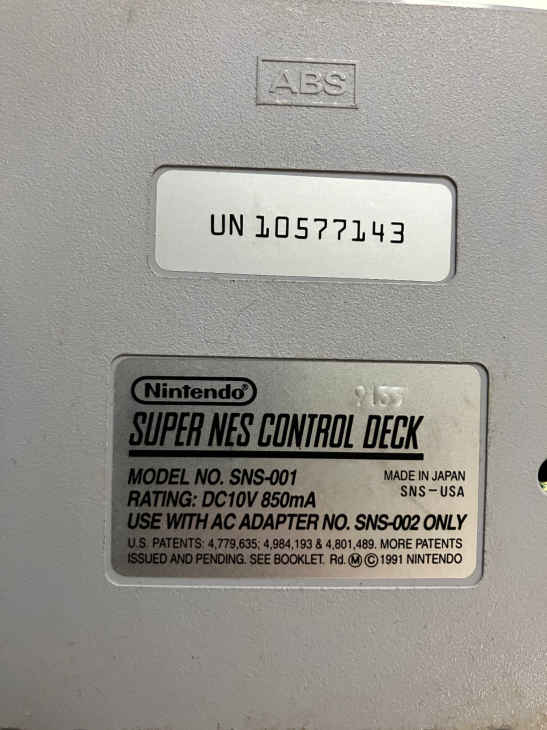 ABS
UN 10577143
Nintendo®
SUPER NES CONTROL DECK
MODEL NO. SNS-001
MADE IN JAPAN
RATING: DC10V 850mA
SNS-USA
USE WITH AC ADAPTER NO. SNS-002 ONLY
U.S. PATENTS: 4,779,635; 4,984,193 & 4,801,489. MORE PATENTS
ISSUED AND PENDING. SEE BOOKLET. Rd. Ⓜ ©1991 NINTENDO